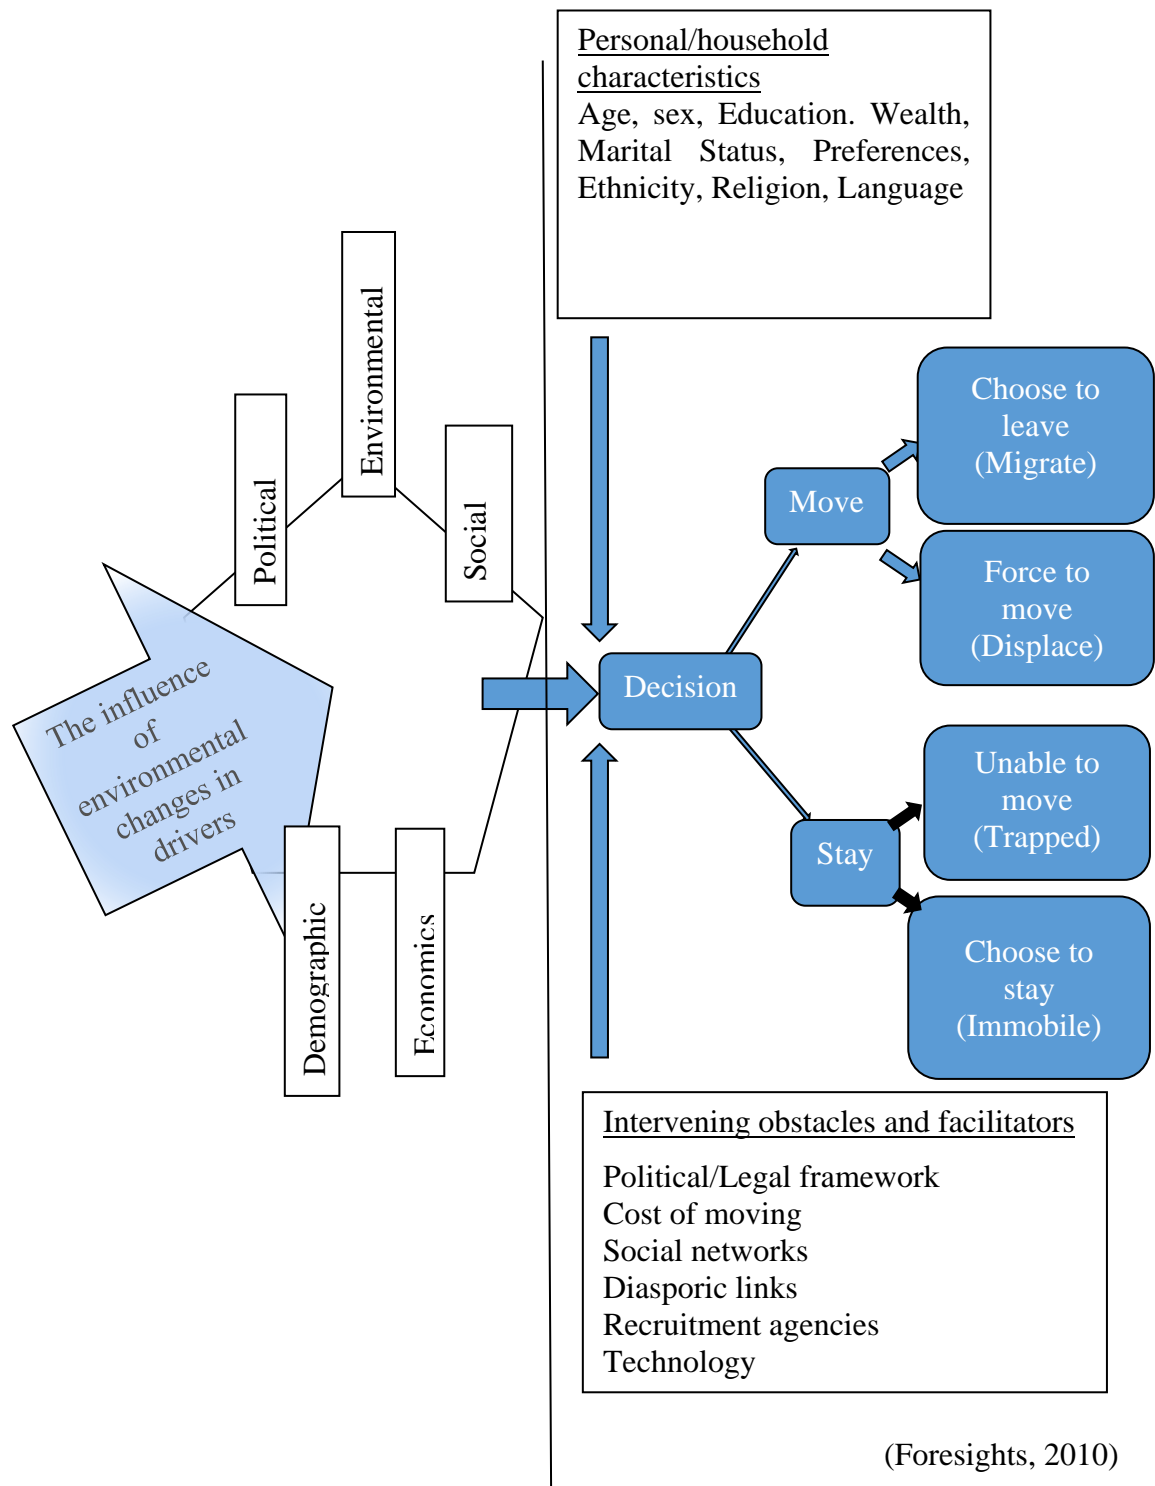 Personal/household
characteristics
Age, sex, Education. Wealth,
Marital Status, Preferences,
Ethnicity, Religion, Language
Environmental
Political
Social
The influence
of
environmental
changes in
drivers
Demographic
Economics
Decision
Move
Stay
Choose to
leave
(Migrate)
Force to
move
(Displace)
Unable to
move
(Trapped)
Choose to
stay
(Immobile)
Intervening obstacles and facilitators
Political/Legal framework
Cost of moving
Social networks
Diasporic links
Recruitment agencies
Technology
(Foresights, 2010)